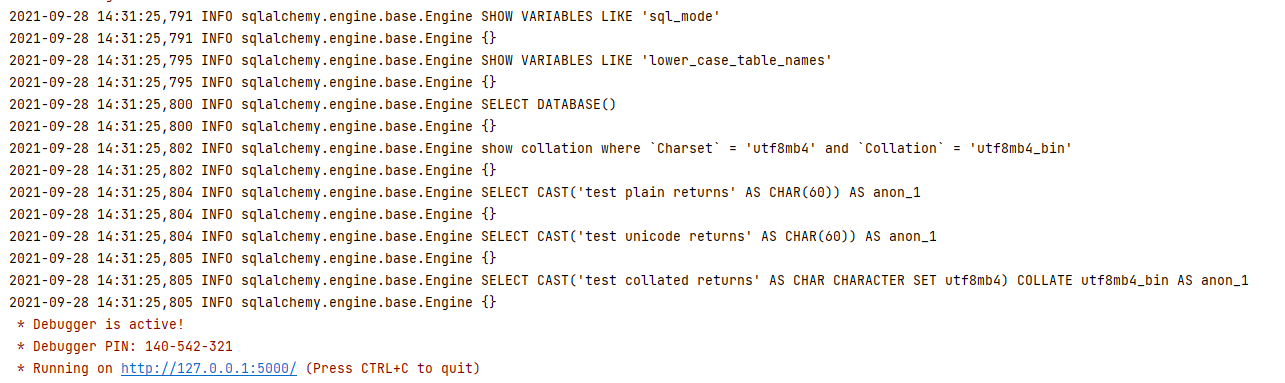 2021-09-28 14:31:25,791 INFO sqlalchemy.engine.base.Engine SHOW VARIABLES LIKE 'sql_mode'
2021-09-28 14:31:25,791 INFO sqlalchemy.engine.base.Engine {}
2021-09-28 14:31:25,795 INFO sqlalchemy.engine.base.Engine SHOW VARIABLES LIKE 'lower_case_table_names'
2021-09-28 14:31:25,795 INFO sqlalchemy.engine.base.Engine {}
2021-09-28 14:31:25,800 INFO sqlalchemy.engine.base.Engine SELECT DATABASE()
2021-09-28 14:31:25,800 INFO sqlalchemy.engine.base.Engine {}
2021-09-28 14:31:25,802 INFO sqlalchemy.engine.base.Engine show collation where `Charset` = 'utf8mb4' and `Collation` = 'utf8mb4_bin'
2021-09-28 14:31:25,802 INFO sqlalchemy.engine.base.Engine {}
2021-09-28 14:31:25,804 INFO sqlalchemy.engine.base.Engine SELECT CAST('test plain returns' AS CHAR(60)) AS anon_1
2021-09-28 14:31:25,804 INFO sqlalchemy.engine.base.Engine {}
2021-09-28 14:31:25,804 INFO sqlalchemy.engine.base.Engine SELECT CAST('test unicode returns' AS CHAR(60)) AS anon_1
2021-09-28 14:31:25,805 INFO sqlalchemy.engine.base.Engine {}
2021-09-28 14:31:25,805 INFO sqlalchemy.engine.base.Engine SELECT CAST('test collated returns' AS CHAR CHARACTER SET utf8mb4) COLLATE utf8mb4_bin AS anon_1
2021-09-28 14:31:25,805 INFO sqlalchemy.engine.base.Engine {}
 * Debugger is active!
 * Debugger PIN: 140-542-321
 * Running on http://127.0.0.1:5000/ (Press CTRL+C to quit)